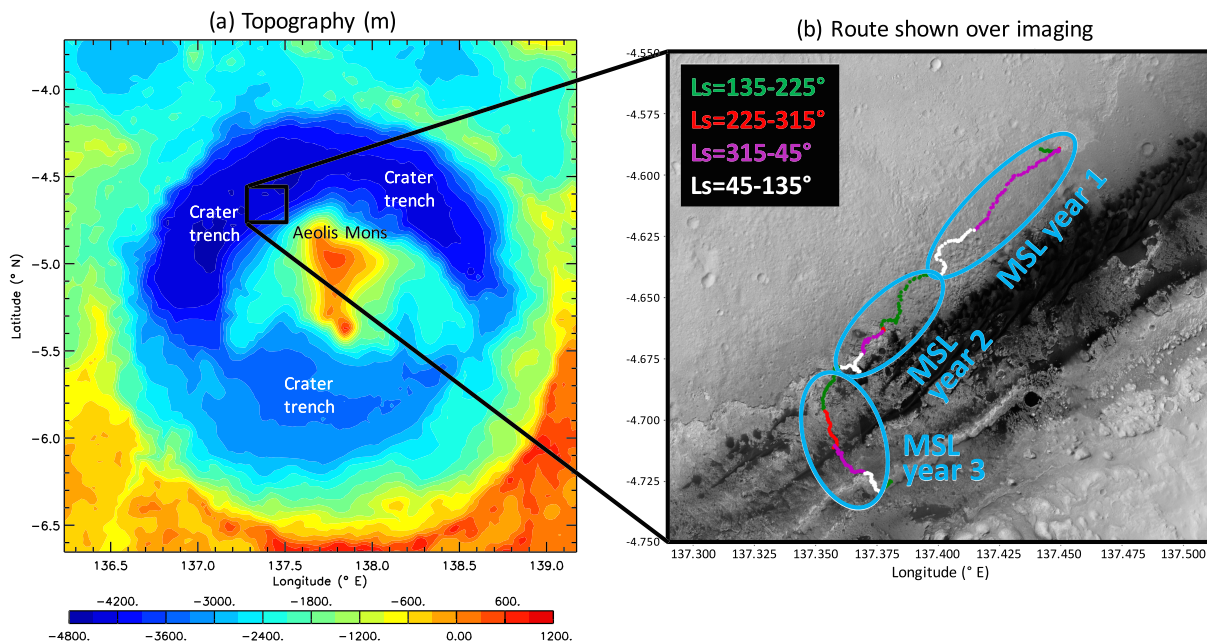 (a) Topography (m)
-4.0
-4.5
-5.0
-5.5
-6.0
-6.5
Latitude (° N)
Crater
trench
Crater
trench
Aeolis Mons
Crater
trench
136.5
137.0
137.5
138.0
138.5
139.0
Longitude (° E)
-4200.
-3000.
-1800.
-600.
600.
-4800.
-3600.
-2400.
-1200.
0.00
1200.
(b) Route shown over imaging
-4.550
-4.575
-4.600
-4.625
-4.650
-4.675
-4.700
-4.725
-4.750
Ls=135-225°
Ls=225-315°
Ls=315-45°
Ls=45-135°
MSL year 1
MSL
year 2
MSL
year 3
137.300
137.325
137.350
137.375
137.400
137.425
137.450
137.475
137.500
Longitude (° E)